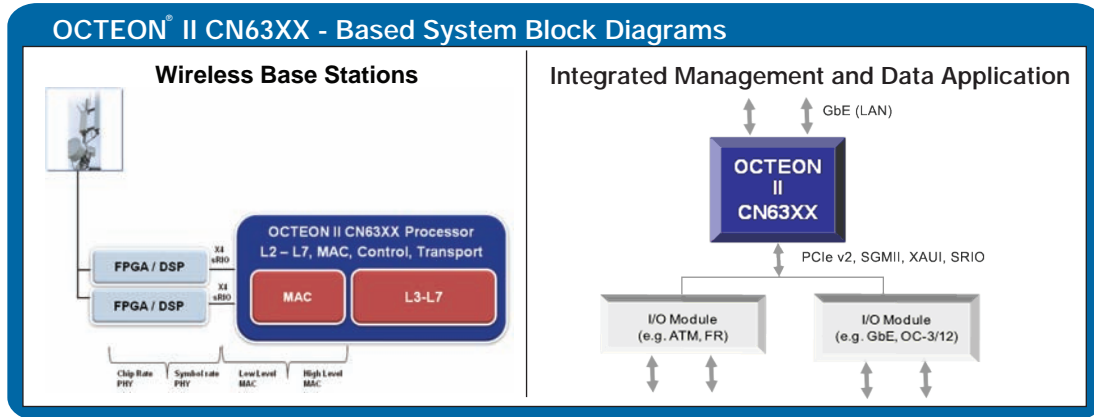 OCTEON® II CN63XX - Based System Block Diagrams
Wireless Base Stations
X4
sRIO
FPGA / DSP
X4
sRIO
FPGA / DSP
OCTEON II CN63XX Processor
L2 – L7, MAC, Control, Transport
MAC
L3-L7
Chip Rate
PHY
Symbol rate
PHY
Low Level
MAC
High Level
MAC
Integrated Management and Data Application
GbE (LAN)
OCTEON
II
CN63XX
PCIe v2, SGMII, XAUI, SRIO
I/O Module
(e.g. ATM, FR)
I/O Module
(e.g. GbE, OC-3/12)